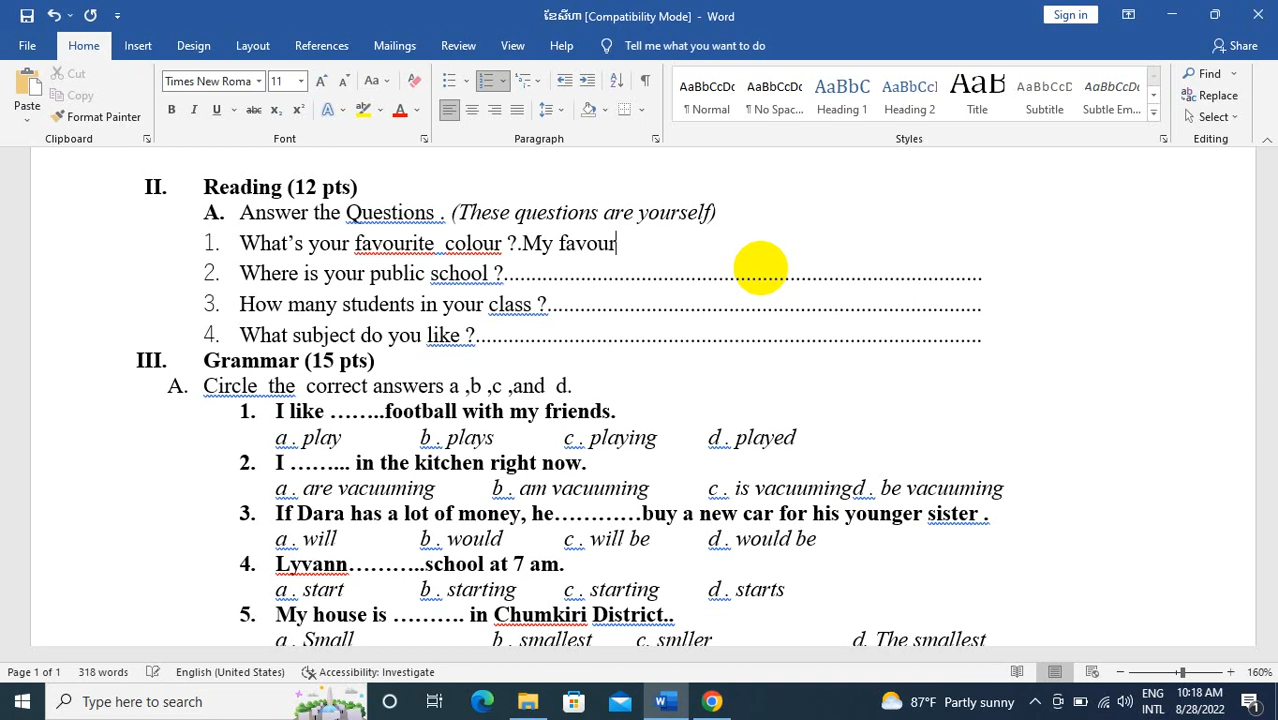 ខែសីហា [Compatibility Mode] - Word
Sign in
File Home Insert Design Layout References Mailings Review View Help Tell me what you want to do Share
Paste
Cut
Copy
Format Painter
Clipboard
Times New Roma 11
Font
Paragraph
AaBbCcDc AaBbCcDc AaBbC AaBbCcI AaB AaBbCcD AaBbCcDc
¶ Normal ¶ No Spac... Heading 1 Heading 2 Title Subtitle Subtle Em...
Styles
Find
Replace
Select
Editing
II. Reading (12 pts)
A. Answer the Questions . (These questions are yourself)
1. What's your favourite colour ?.My favour
2. Where is your public school ?...............................................................................
3. How many students in your class ?........................................................................
4. What subject do you like ?....................................................................................
III. Grammar (15 pts)
A. Circle the correct answers a ,b ,c ,and d.
1. I like ……..football with my friends.
a . play b . plays c . playing d . played
2. I ……... in the kitchen right now.
a . are vacuuming b . am vacuuming c . is vacuumingd . be vacuuming
3. If Dara has a lot of money, he…………buy a new car for his younger sister .
a . will b . would c . will be d . would be
4. Lyvann………..school at 7 am.
a . start b . starting c . starting d . starts
5. My house is ………. in Chumkiri District..
a . Small b . smallest c. smller d. The smallest
Page 1 of 1 318 words English (United States) Accessibility: Investigate 160%
Type here to search
87°F Partly sunny
ENG
INTL
10:18 AM
8/28/2022